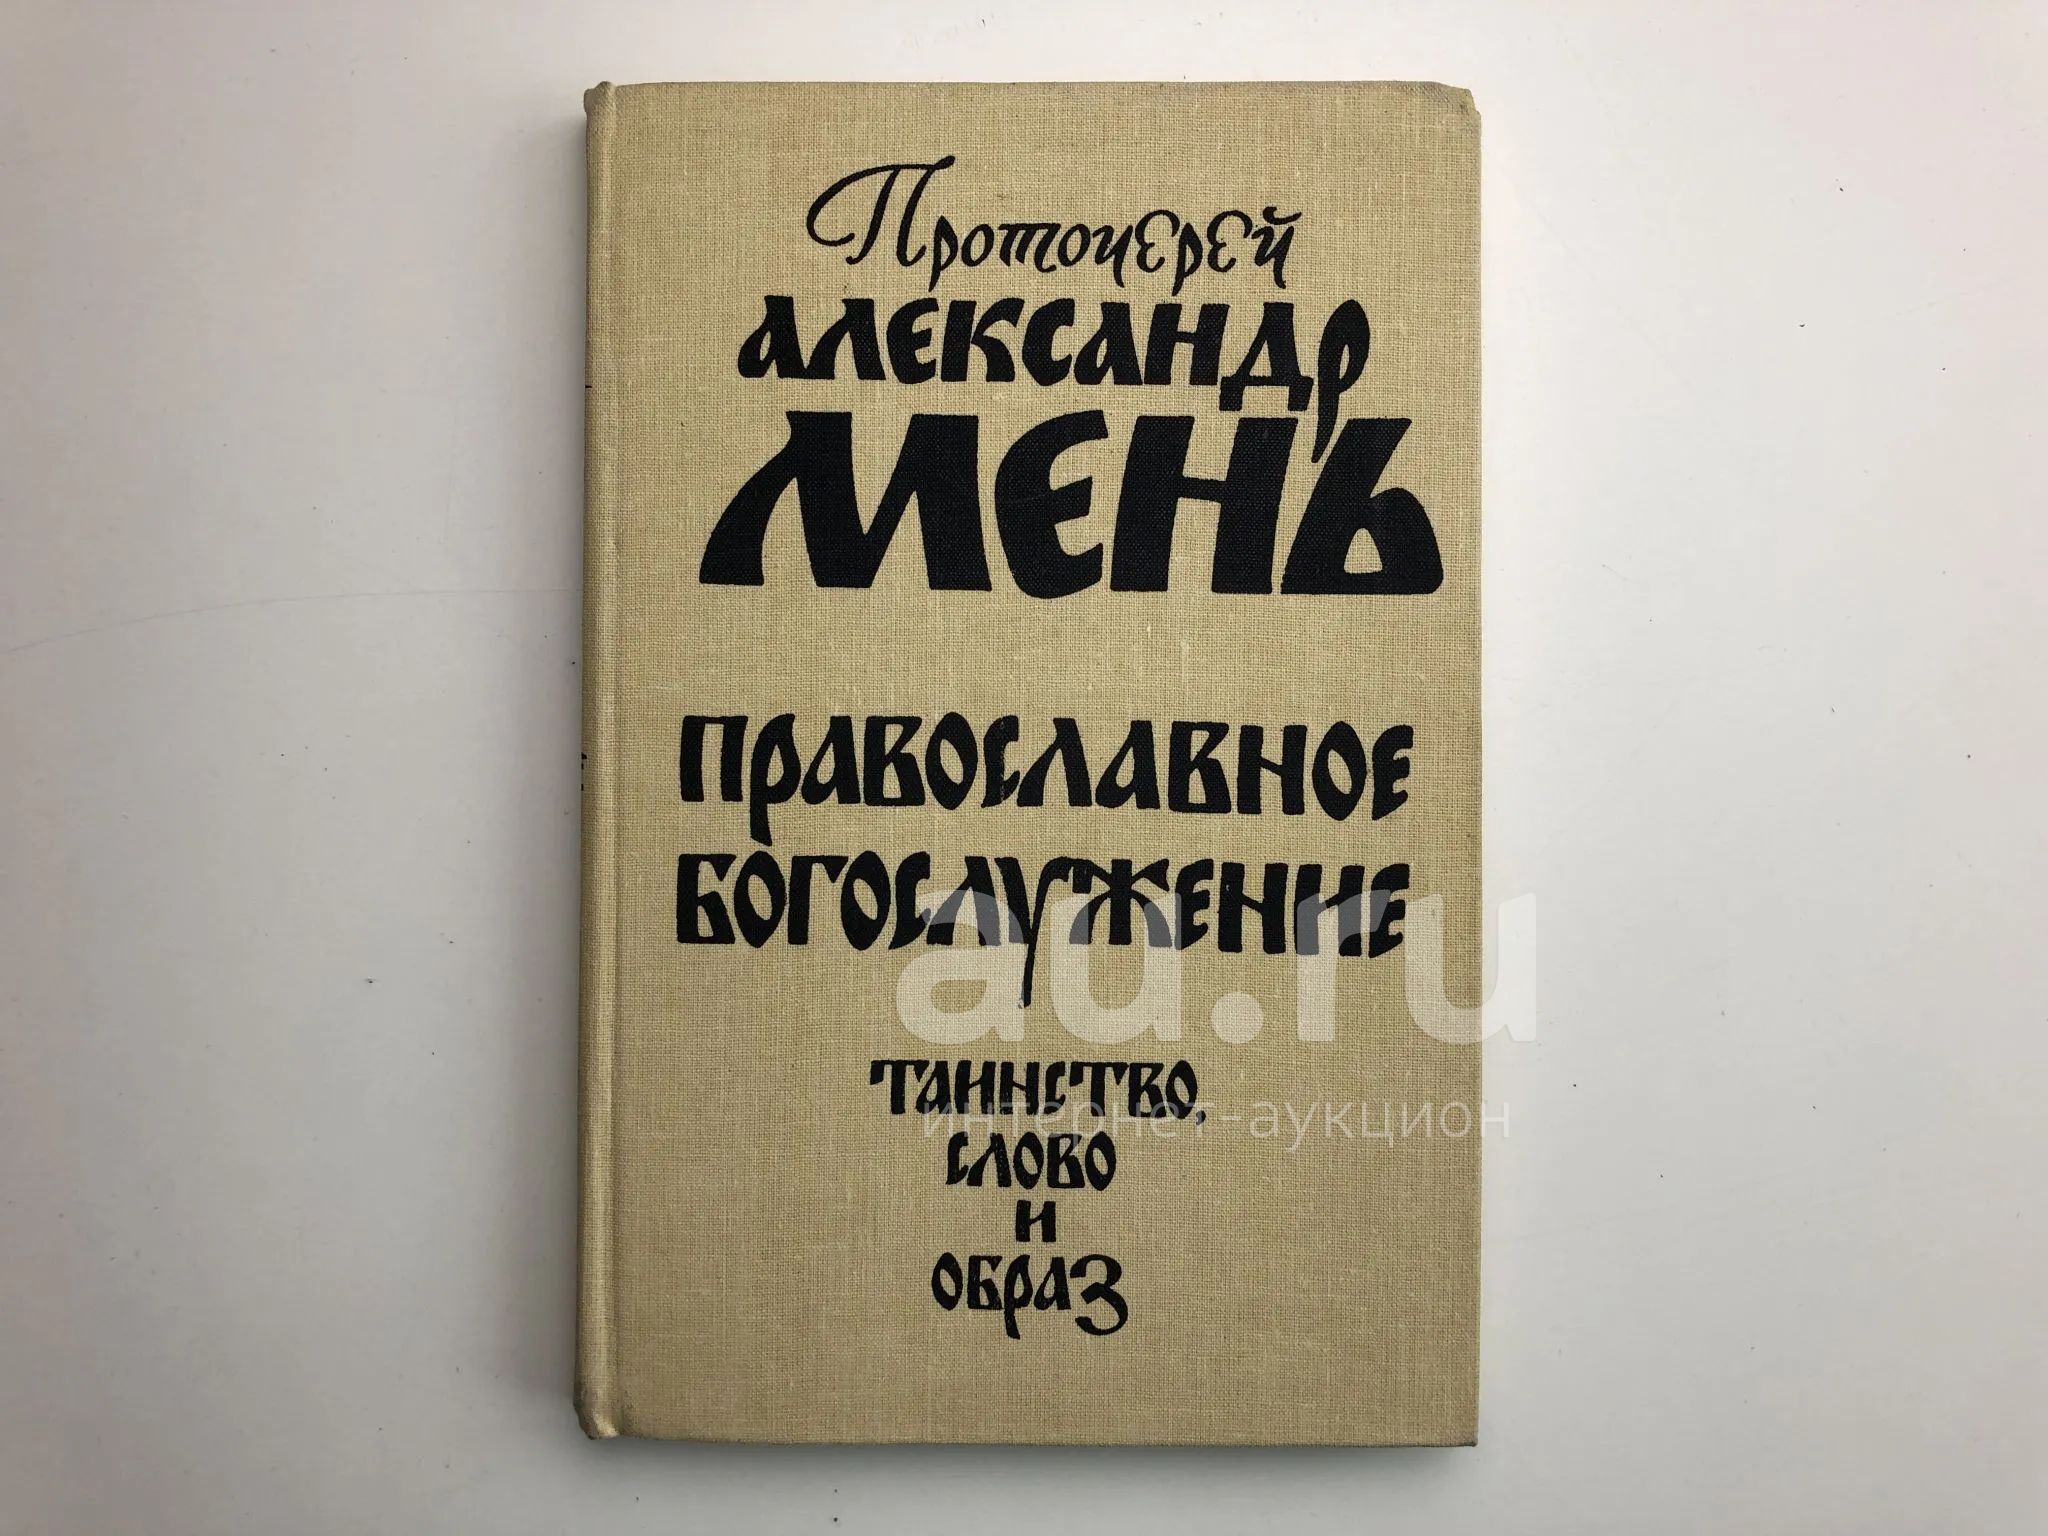 Протоиерей
АЛЕКСАНДР
МЕНЬ
ПРАВОСЛАВНОЕ
БОГОСЛУЖЕНИЕ
au.ru
ТАИНСТВО,
интернет-аукцион
СЛОВО
И
ОБРАЗ